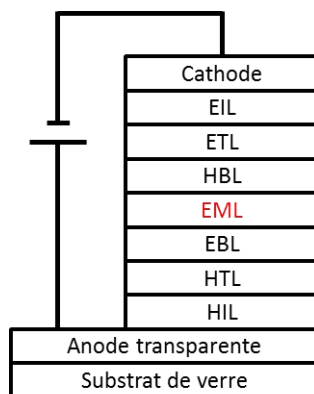 Cathode
EIL
ETL
HBL
EML
EBL
HTL
HIL
Anode transparente
Substrat de verre